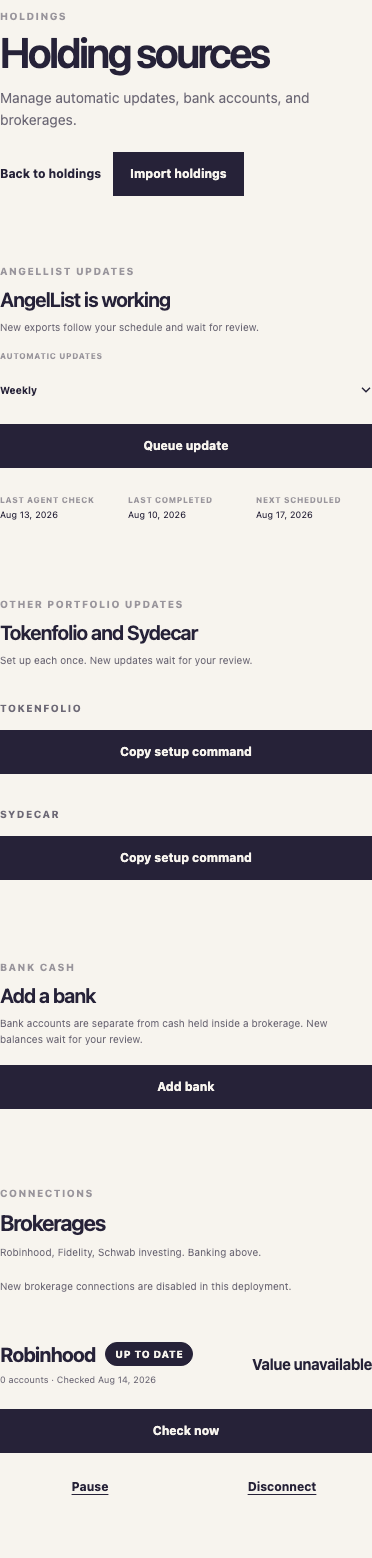 HOLDINGS
Holding sources
Manage automatic updates, bank accounts, and
brokerages.
Back to holdings
Import holdings
ANGELLIST UPDATES
AngelList is working
New exports follow your schedule and wait for review.
AUTOMATIC UPDATES
Weekly
Queue update
LAST AGENT CHECK LAST COMPLETED NEXT SCHEDULED
Aug 13, 2026 Aug 10, 2026 Aug 17, 2026
OTHER PORTFOLIO UPDATES
Tokenfolio and Sydecar
Set up each once. New updates wait for your review.
TOKENFOLIO
Copy setup command
SYDECAR
Copy setup command
BANK CASH
Add a bank
Bank accounts are separate from cash held inside a brokerage. New
balances wait for your review.
Add bank
CONNECTIONS
Brokerages
Robinhood, Fidelity, Schwab investing. Banking above.
New brokerage connections are disabled in this deployment.
Robinhood UP TO DATE
Value unavailable
0 accounts · Checked Aug 14, 2026
Check now
Pause Disconnect